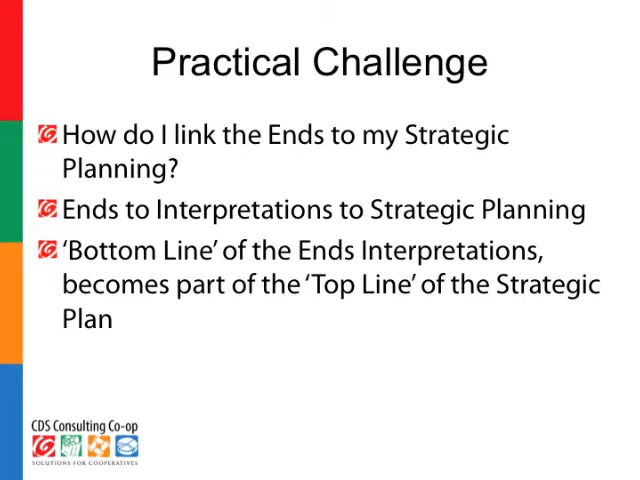 Practical Challenge
How do I link the Ends to my Strategic
Planning?
Ends to Interpretations to Strategic Planning
‘Bottom Line’ of the Ends Interpretations,
becomes part of the ‘Top Line’ of the Strategic
Plan
CDS Consulting Co-op
SOLUTIONS FOR COOPERATIVES